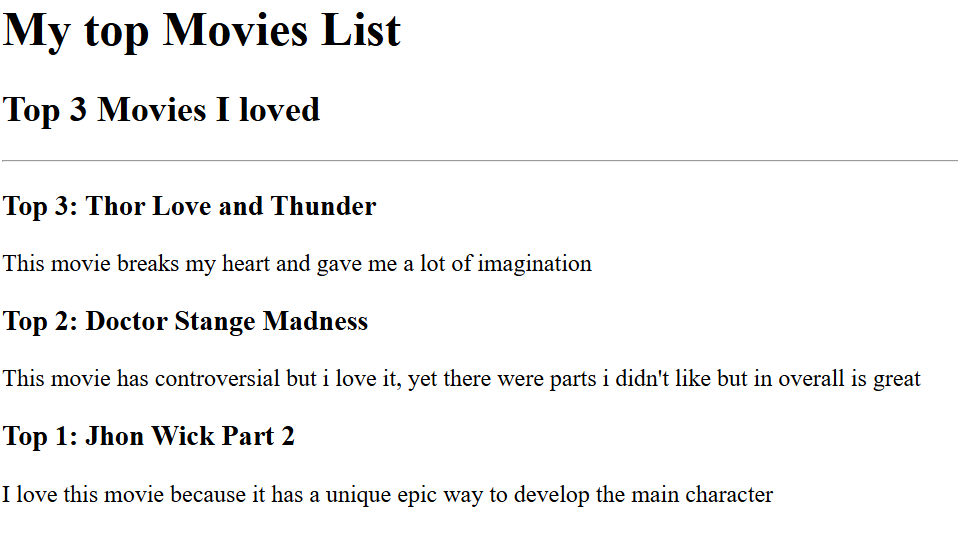 My top Movies List
Top 3 Movies I loved
Top 3: Thor Love and Thunder
This movie breaks my heart and gave me a lot of imagination
Top 2: Doctor Stange Madness
This movie has controversial but i love it, yet there were parts i didn't like but in overall is great
Top 1: Jhon Wick Part 2
I love this movie because it has a unique epic way to develop the main character